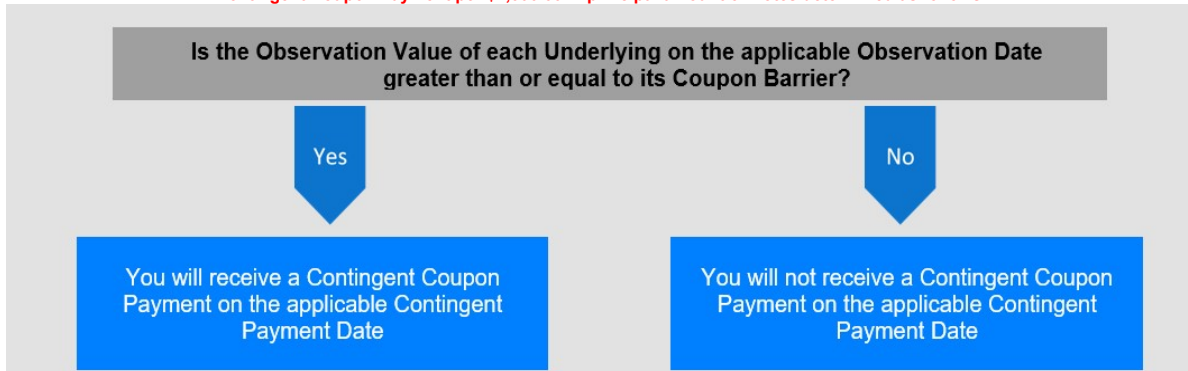 Is the Observation Value of each Underlying on the applicable Observation Date
greater than or equal to its Coupon Barrier?
Yes
No
You will receive a Contingent Coupon
Payment on the applicable Contingent
Payment Date
You will not receive a Contingent Coupon
Payment on the applicable Contingent
Payment Date